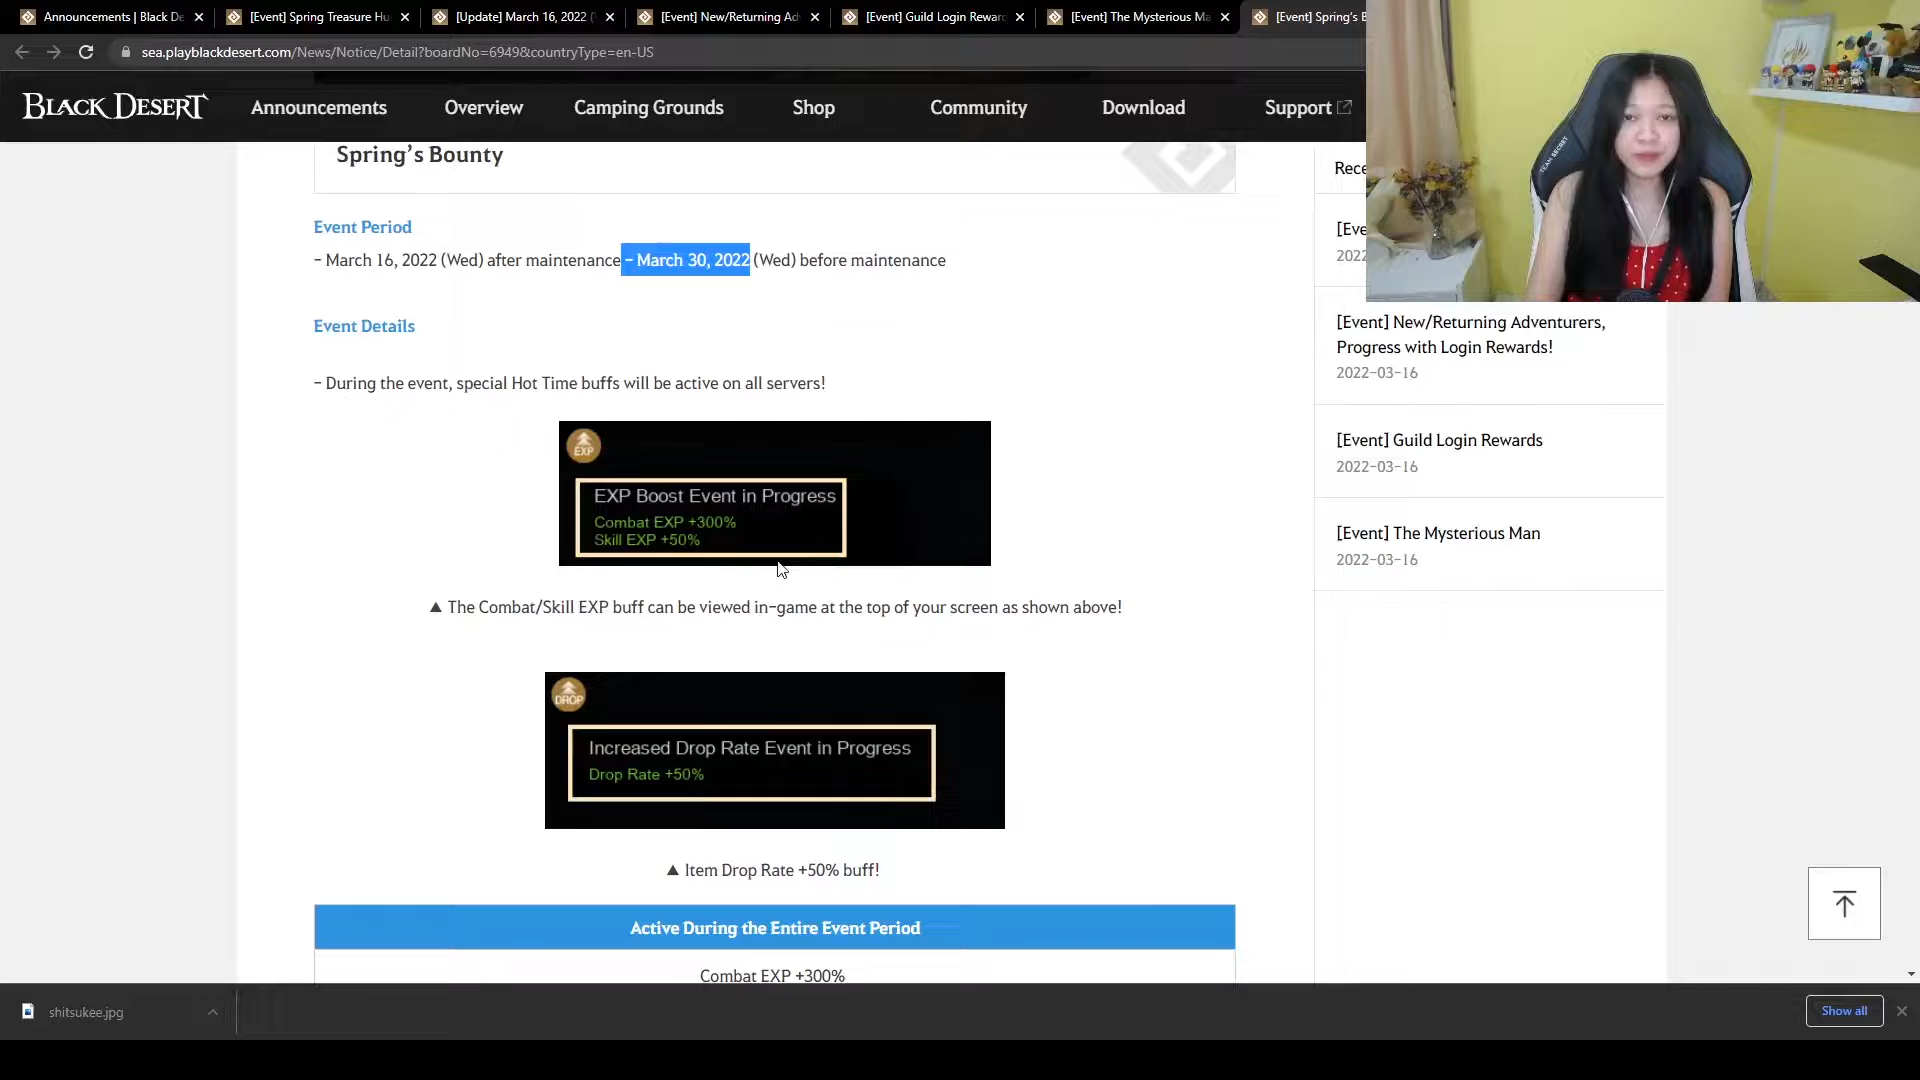 Announcements | Black De
[Event] Spring Treasure Hu
[Update] March 16, 2022 (
[Event] New/Returning Adv
[Event] Guild Login Reward
[Event] The Mysterious Ma
[Event] Spring's B
sea.playblackdesert.com/News/Notice/Detail?boardNo=6949&countryType=en-US
BLACK DESERT
Announcements
Overview
Camping Grounds
Shop
Community
Download
Support
Spring's Bounty
Event Period
- March 16, 2022 (Wed) after maintenance - March 30, 2022 (Wed) before maintenance
Event Details
- During the event, special Hot Time buffs will be active on all servers!
EXP
EXP Boost Event in Progress
Combat EXP +300%
Skill EXP +50%
▲ The Combat/Skill EXP buff can be viewed in-game at the top of your screen as shown above!
DROP
Increased Drop Rate Event in Progress
Drop Rate +50%
▲ Item Drop Rate +50% buff!
Active During the Entire Event Period
Combat EXP +300%
Rece
[Eve
2022
[Event] New/Returning Adventurers,
Progress with Login Rewards!
2022-03-16
[Event] Guild Login Rewards
2022-03-16
[Event] The Mysterious Man
2022-03-16
TEAM SECRET
shitsukee.jpg
Show all